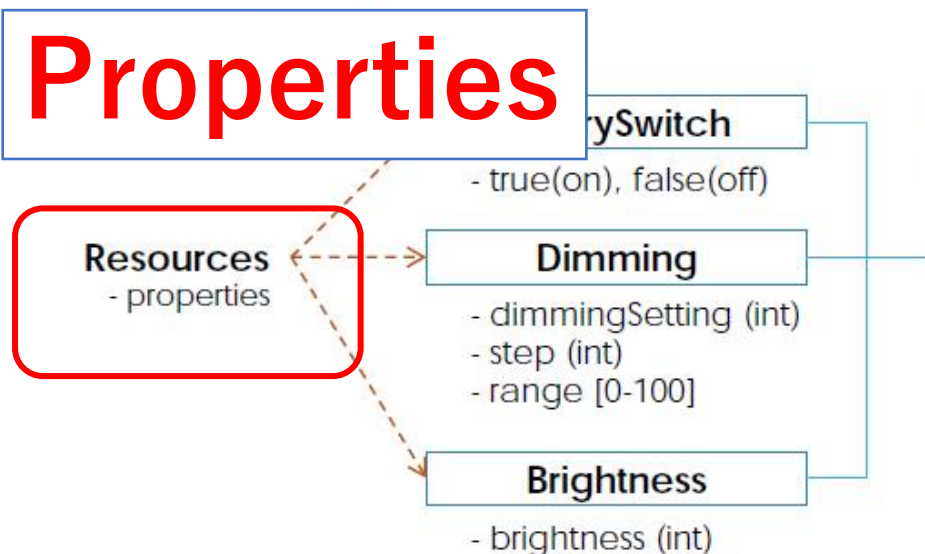 Properties
rySwitch
- true(on), false(off)
Resources
- properties
Dimming
- dimmingSetting (int)
- step (int)
- range [0-100]
Brightness
- brightness (int)